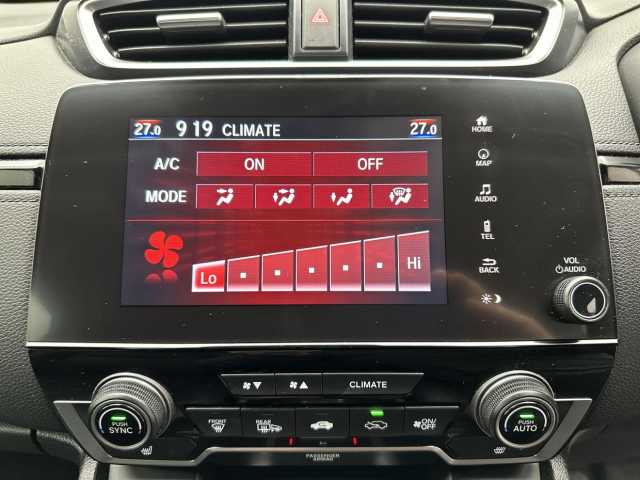 27.0 9 19 CLIMATE 27.0
A/C ON OFF
MODE
Lo Hi
HOME
MAP
AUDIO
TEL
BACK
VOL
AUDIO
CLIMATE
PUSH
SYNC
FRONT
REAR
ON/
OFF
PUSH
AUTO
PASSENGER
AIRBAG